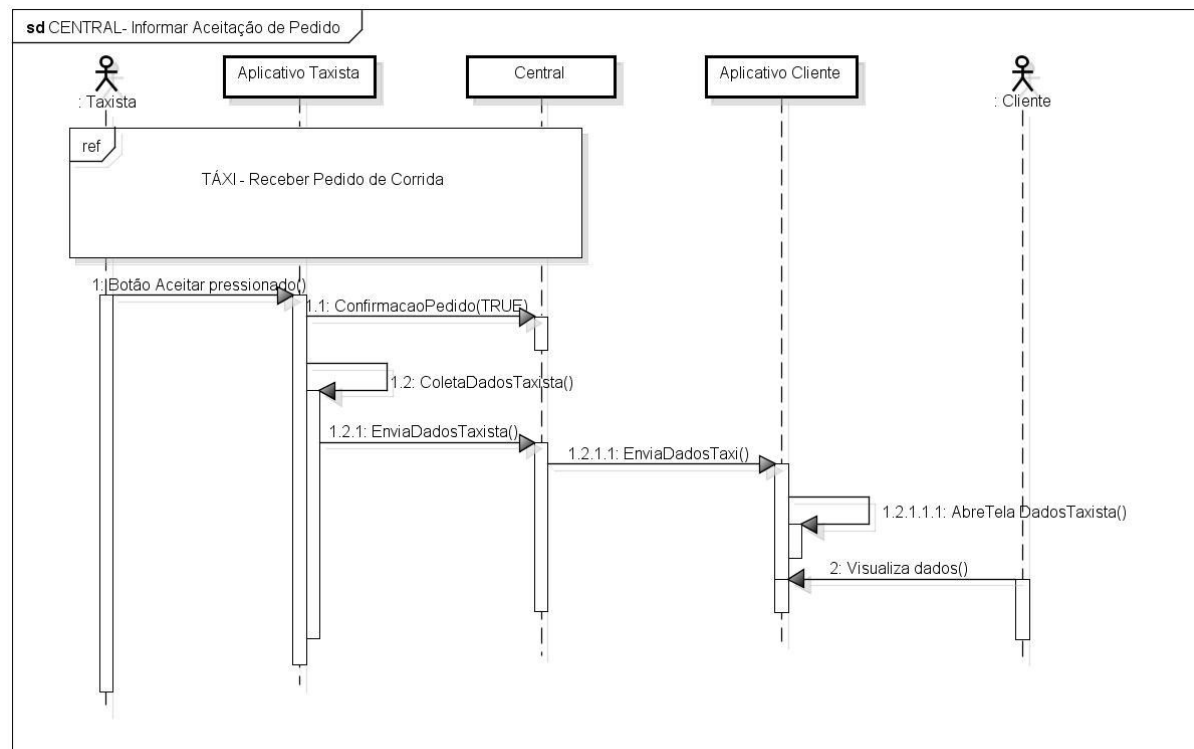 sd CENTRAL- Informar Aceitação de Pedido
Aplicativo Taxista
Central
Aplicativo Cliente
: Taxista
: Cliente
ref
TÁXI - Receber Pedido de Corrida
1: Botão Aceitar pressionado()
1.1: ConfirmacaoPedido(TRUE)
1.2: ColetaDadosTaxista()
1.2.1: EnviaDadosTaxista()
1.2.1.1: EnviaDadosTaxi()
1.2.1.1.1: AbreTela DadosTaxista()
2: Visualiza dados()